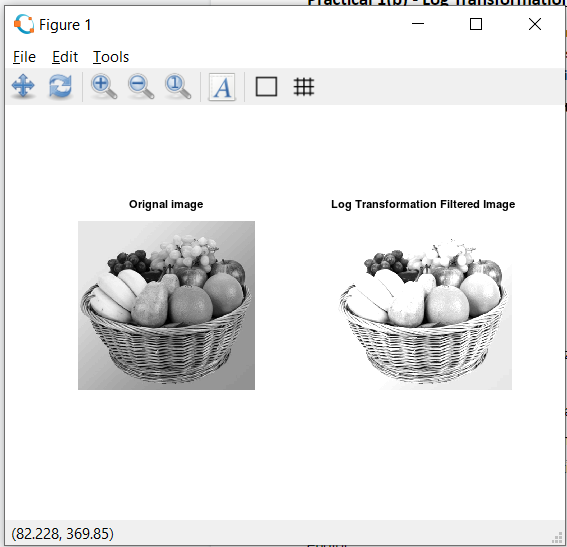 Practical 1(b) - Log Transformation
Figure 1
File Edit Tools
A
Orignal image
Log Transformation Filtered Image
(82.228, 369.85)